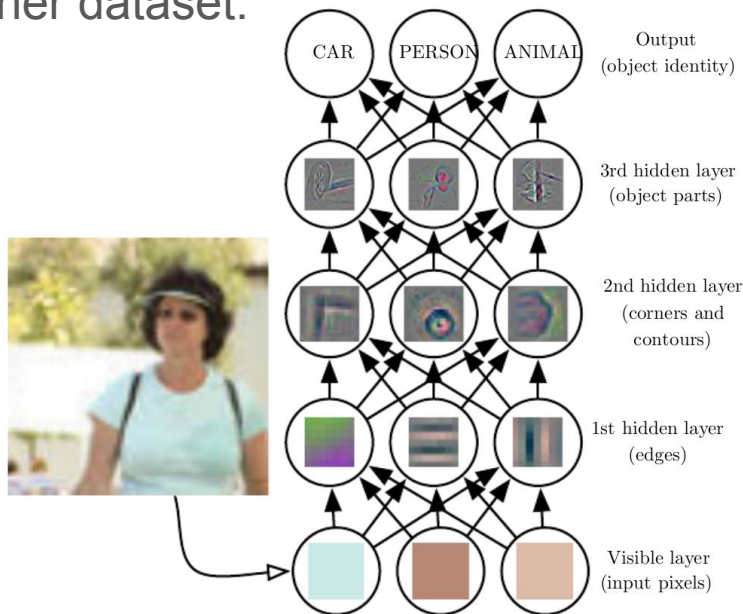 ner dataset.
CAR PERSON ANIMAL
Output
(object identity)
3rd hidden layer
(object parts)
2nd hidden layer
(corners and
contours)
1st hidden layer
(edges)
Visible layer
(input pixels)